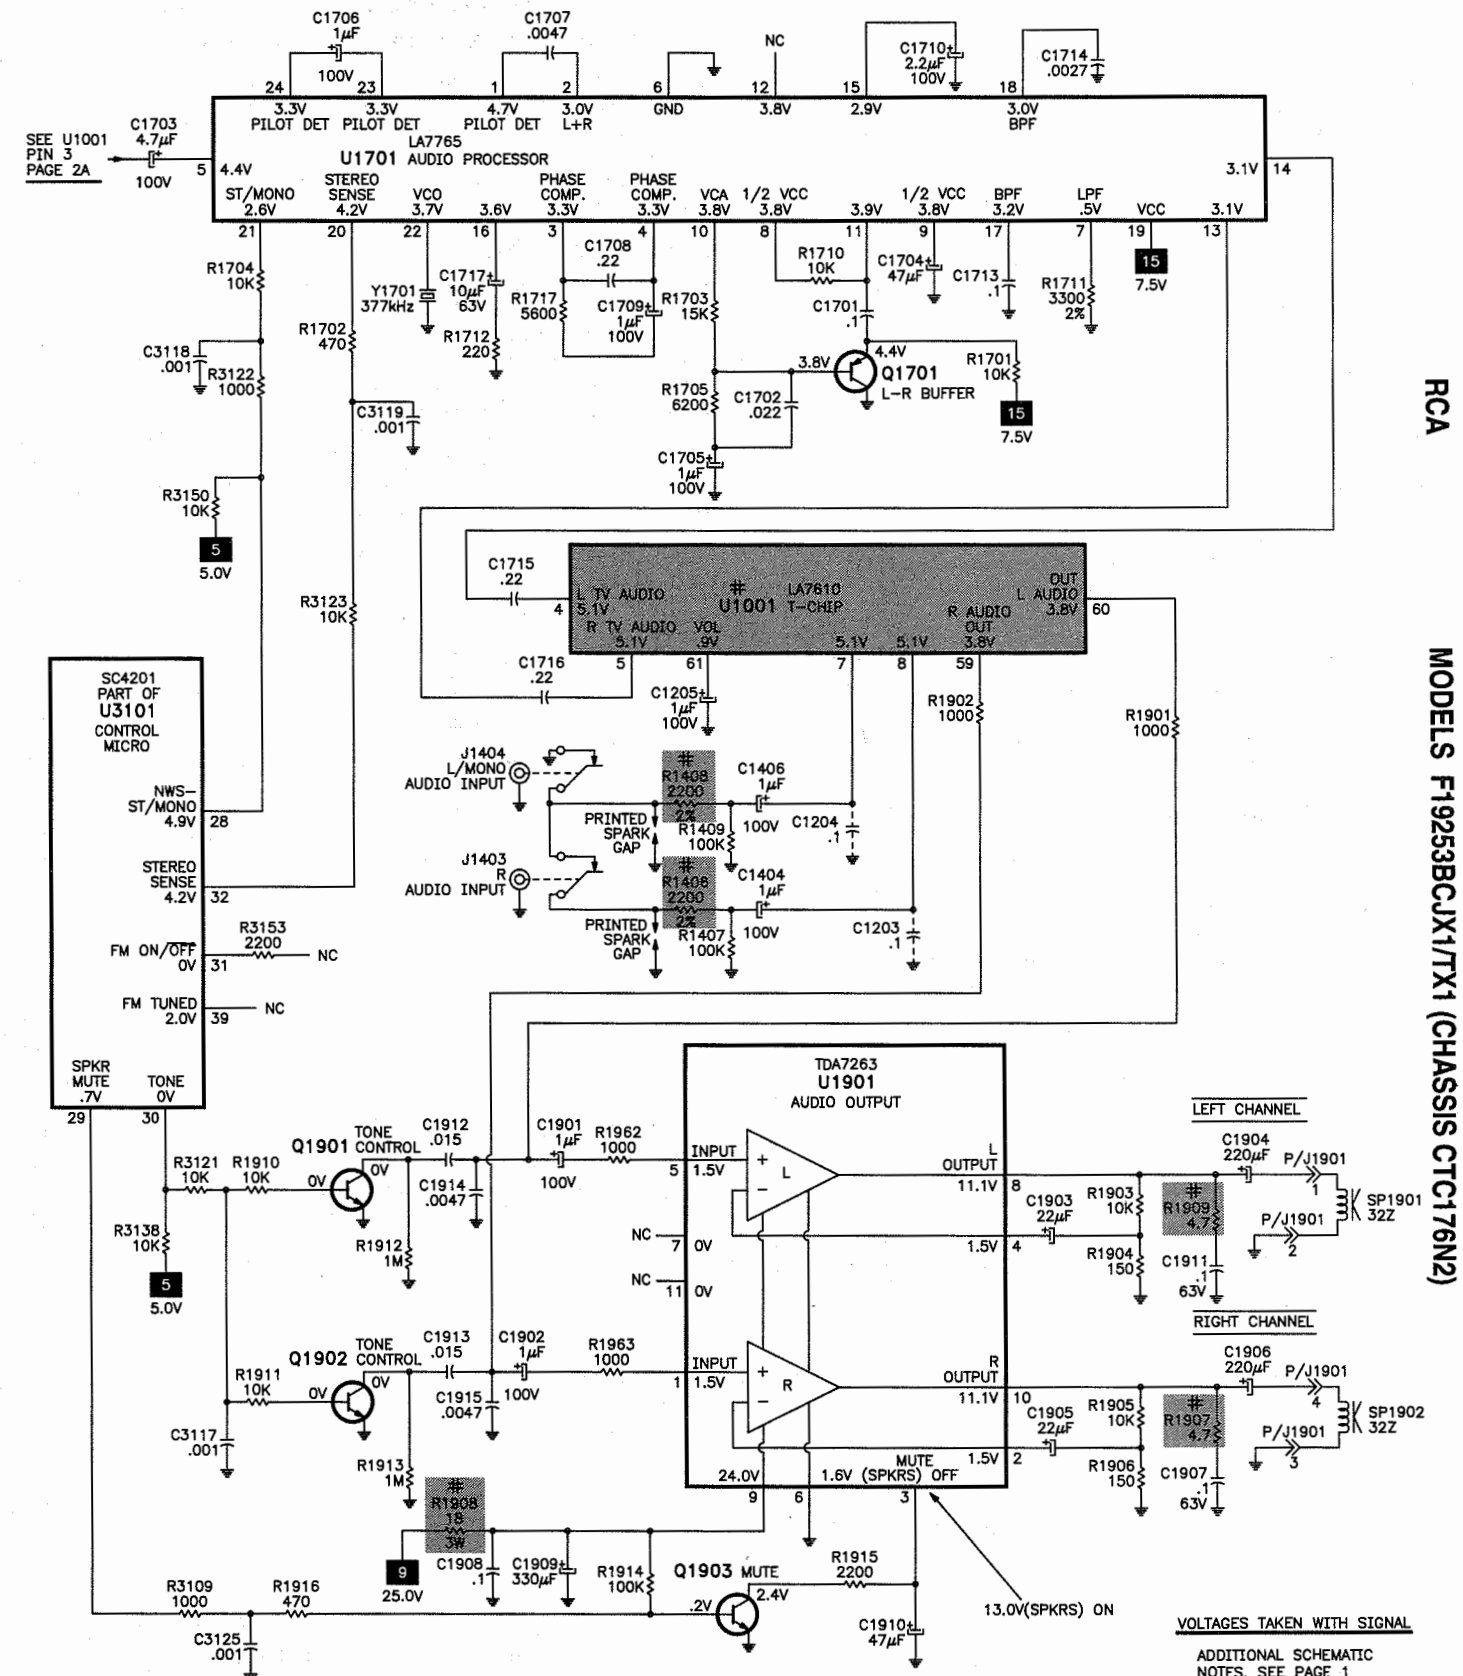 C1706
1µF
100V
C1707
.0047
NC
C1710
2.2µF
100V
C1714
.0027
24
23
1
2
6
12
15
18
3.3V
PILOT DET
3.3V
PILOT DET
4.7V
PILOT DET
3.0V
L+R
GND
3.8V
2.9V
3.0V
BPF
LA7765
U1701 AUDIO PROCESSOR
SEE U1001
PIN 3
PAGE 2A
C1703
4.7µF
100V
5
4.4V
3.1V
14
ST/MONO
2.6V
STEREO
SENSE
4.2V
VCO
3.7V
3.6V
PHASE
COMP.
3.3V
PHASE
COMP.
3.3V
VCA
3.8V
1/2 VCC
3.8V
3.9V
1/2 VCC
3.8V
BPF
3.2V
LPF
.5V
VCC
3.1V
21
20
22
16
3
4
10
8
11
9
17
7
19
13
R1704
10K
Y1701
377kHz
C1717
10µF
63V
C1708
.22
R1717
5600
C1709
1µF
100V
R1703
15K
R1710
10K
C1701
.1
C1704
47µF
C1713
.1
R1711
3300
2%
15
7.5V
R1702
470
R1712
220
C3118
.001
R3122
1000
3.8V
4.4V
Q1701
L-R BUFFER
R1701
10K
15
7.5V
R1705
6200
C1702
.022
C3119
.001
C1705
1µF
100V
R3150
10K
5
5.0V
R3123
10K
C1715
.22
4
L TV AUDIO
5.1V
R TV AUDIO
5.1V
VOL
.9V
#
U1001
LA7610
T-CHIP
5.1V
5.1V
R AUDIO
OUT
3.8V
OUT
L AUDIO
3.8V
60
5
61
7
8
59
C1716
.22
C1205
1µF
100V
R1902
1000
R1901
1000
SC4201
PART OF
U3101
CONTROL
MICRO
NWS-
ST/MONO
4.9V
28
STEREO
SENSE
4.2V
32
FM ON/OFF
0V
31
R3153
2200
NC
FM TUNED
2.0V
39
NC
SPKR
MUTE
.7V
TONE
0V
29
30
J1404
L/MONO
AUDIO INPUT
PRINTED
SPARK
GAP
#
R1408
2200
2%
R1409
100K
C1406
1µF
100V
C1204
.1
J1403
R
AUDIO INPUT
PRINTED
SPARK
GAP
#
R1406
2200
2%
R1407
100K
C1404
1µF
100V
C1203
.1
TDA7263
U1901
AUDIO OUTPUT
Q1901
TONE
CONTROL
0V
0V
R3121
10K
R1910
10K
R3138
10K
5
5.0V
C1912
.015
C1914
.0047
C1901
1µF
100V
R1962
1000
R1912
1M
5
INPUT
1.5V
+
-
L
L
OUTPUT
11.1V
8
NC
7
0V
NC
11
0V
1.5V
4
C1903
22µF
R1903
10K
R1904
150
#
R1909
4.7
C1911
.1
63V
LEFT CHANNEL
C1904
220µF
P/J1901
1
P/J1901
2
SP1901
32Z
Q1902
TONE
CONTROL
0V
0V
R1911
10K
C3117
.001
C1913
.015
C1915
.0047
C1902
1µF
100V
R1963
1000
R1913
1M
1
INPUT
1.5V
+
-
R
R
OUTPUT
11.1V
10
1.5V
2
C1905
22µF
R1905
10K
R1906
150
#
R1907
4.7
C1907
.1
63V
RIGHT CHANNEL
C1906
220µF
P/J1901
4
P/J1901
3
SP1902
32Z
24.0V
MUTE
1.6V (SPKRS) OFF
9
6
3
#
R1908
18
3W
9
25.0V
C1908
.1
C1909
330µF
R1914
100K
Q1903 MUTE
.2V
2.4V
R1915
2200
C1910
47µF
13.0V(SPKRS) ON
R3109
1000
R1916
470
C3125
.001
VOLTAGES TAKEN WITH SIGNAL
ADDITIONAL SCHEMATIC
NOTES, SEE PAGE 1
RCA
MODELS F19253BCJX1/TX1 (CHASSIS CTC176N2)